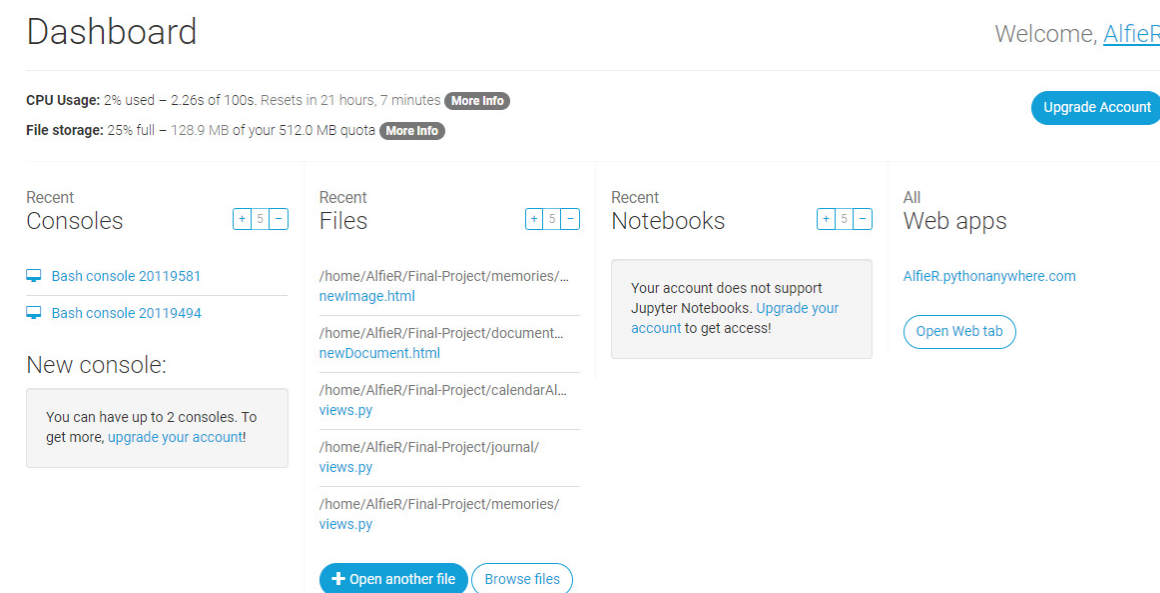 Dashboard
Welcome, AlfieR
CPU Usage: 2% used – 2.26s of 100s. Resets in 21 hours, 7 minutes More Info
File storage: 25% full – 128.9 MB of your 512.0 MB quota More Info
Upgrade Account
Recent
Consoles
+ 5 −
Bash console 20119581
Bash console 20119494
New console:
You can have up to 2 consoles. To
get more, upgrade your account!
Recent
Files
+ 5 −
/home/AlfieR/Final-Project/memories/...
newImage.html
/home/AlfieR/Final-Project/document...
newDocument.html
/home/AlfieR/Final-Project/calendarAl...
views.py
/home/AlfieR/Final-Project/journal/
views.py
/home/AlfieR/Final-Project/memories/
views.py
+ Open another file
Browse files
Recent
Notebooks
+ 5 −
Your account does not support
Jupyter Notebooks. Upgrade your
account to get access!
All
Web apps
AlfieR.pythonanywhere.com
Open Web tab